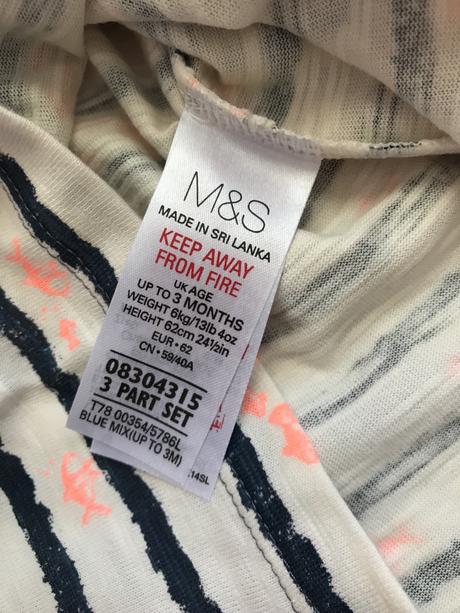 M&S
MADE IN SRI LANKA
KEEP AWAY
FROM FIRE
UK AGE
UP TO 3 MONTHS
WEIGHT 6kg/13lb 4oz
HEIGHT 62cm 24½in
EUR • 62
CN • 59/40A
08304315
3 PART SET
T78 00354/5786L
BLUE MIX(UP TO 3M)
14SL